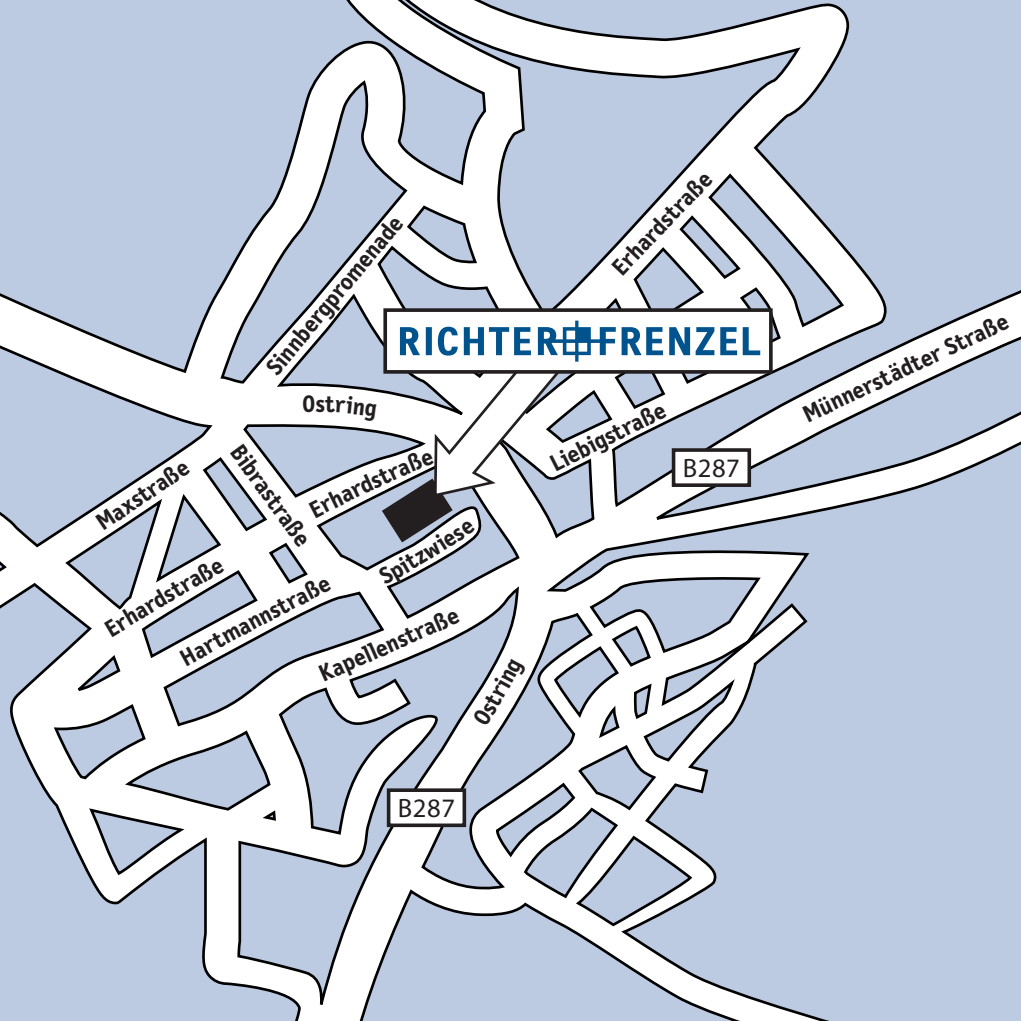 Erhardstraße
Sinnbergpromenade
RICHTER+FRENZEL
Münnerstädter Straße
Ostring
Liebigstraße
B287
Erhardstraße
Maxstraße
Bibrastraße
Spitzwiese
Erhardstraße
Hartmannstraße
Kapellenstraße
Ostring
B287